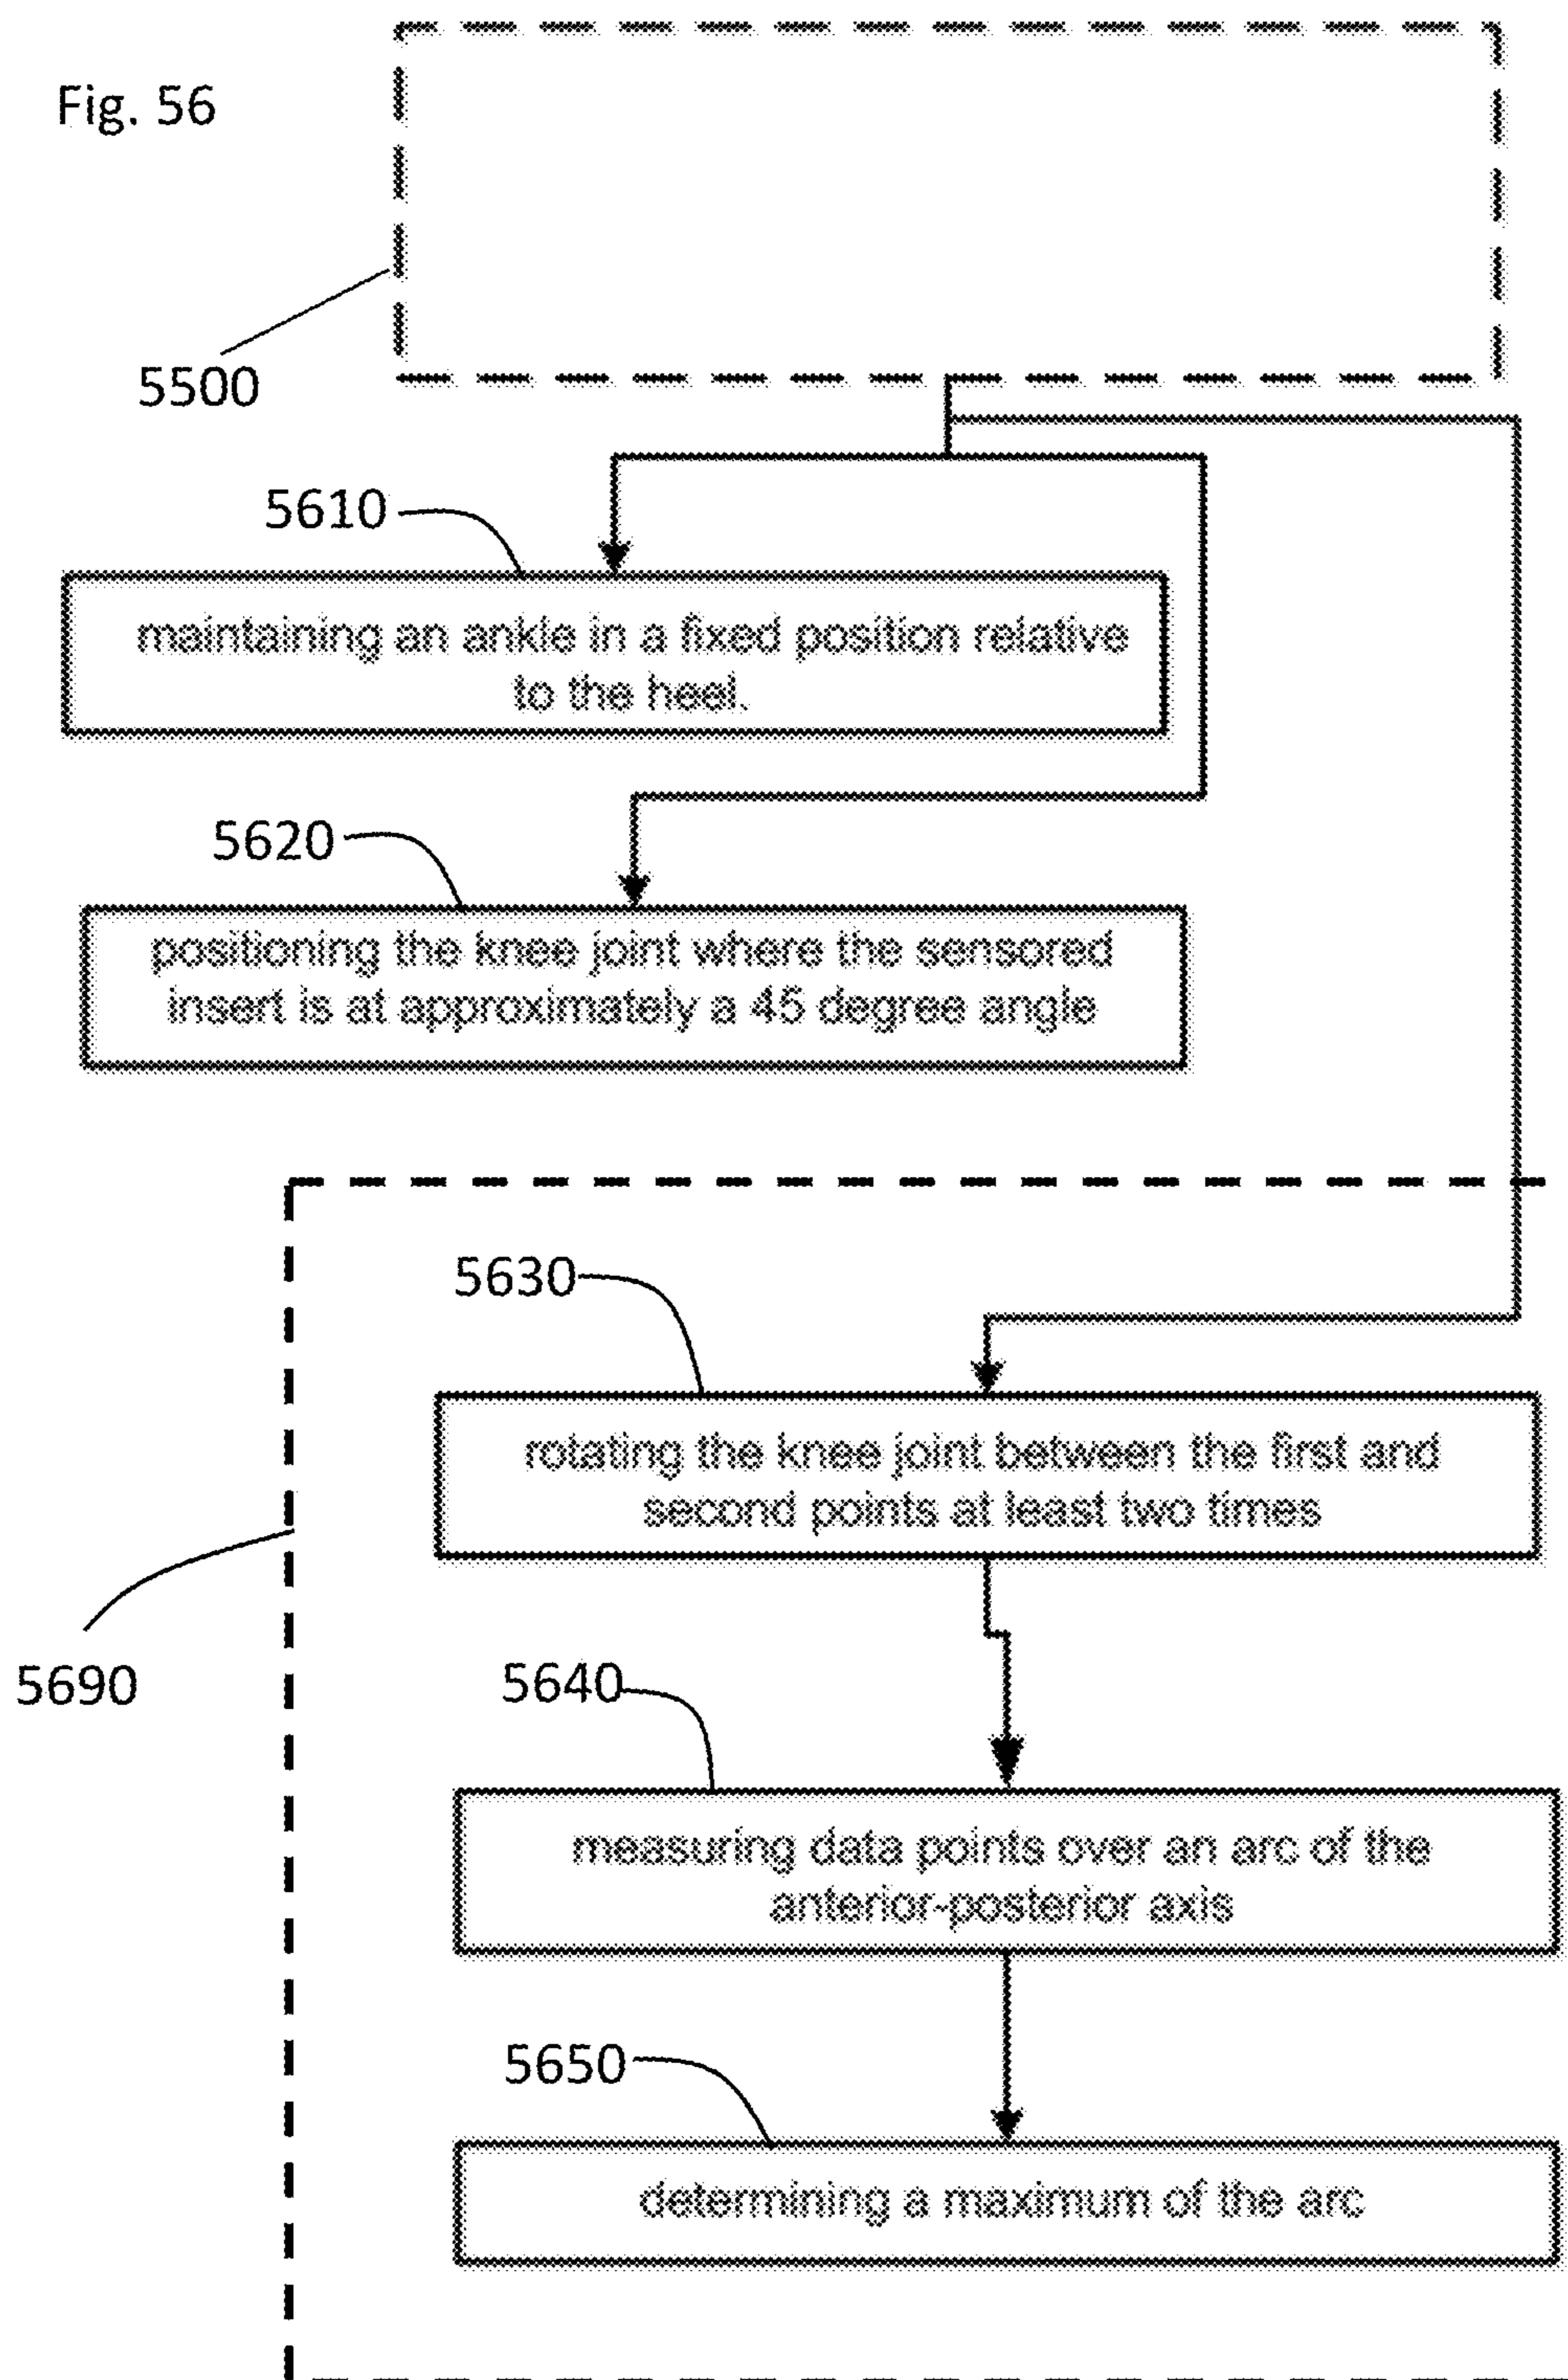 Fig. 56
5500
5610
maintaining an ankle in a fixed position relative
to the heel.
5620
positioning the knee joint where the sensored
insert is at approximately a 45 degree angle
5630
rotating the knee joint between the first and
second points at least two times
5690
5640
measuring data points over an arc of the
anterior-posterior axis
5650
determining a maximum of the arc